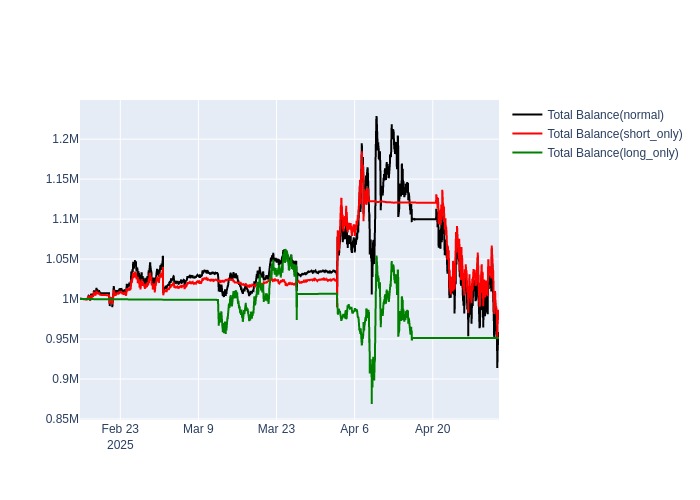 Total Balance(normal)
Total Balance(short_only)
Total Balance(long_only)
1.2M
1.15M
1.1M
1.05M
1M
0.95M
0.9M
0.85M
Feb 23 Mar 9 Mar 23 Apr 6 Apr 20
2025